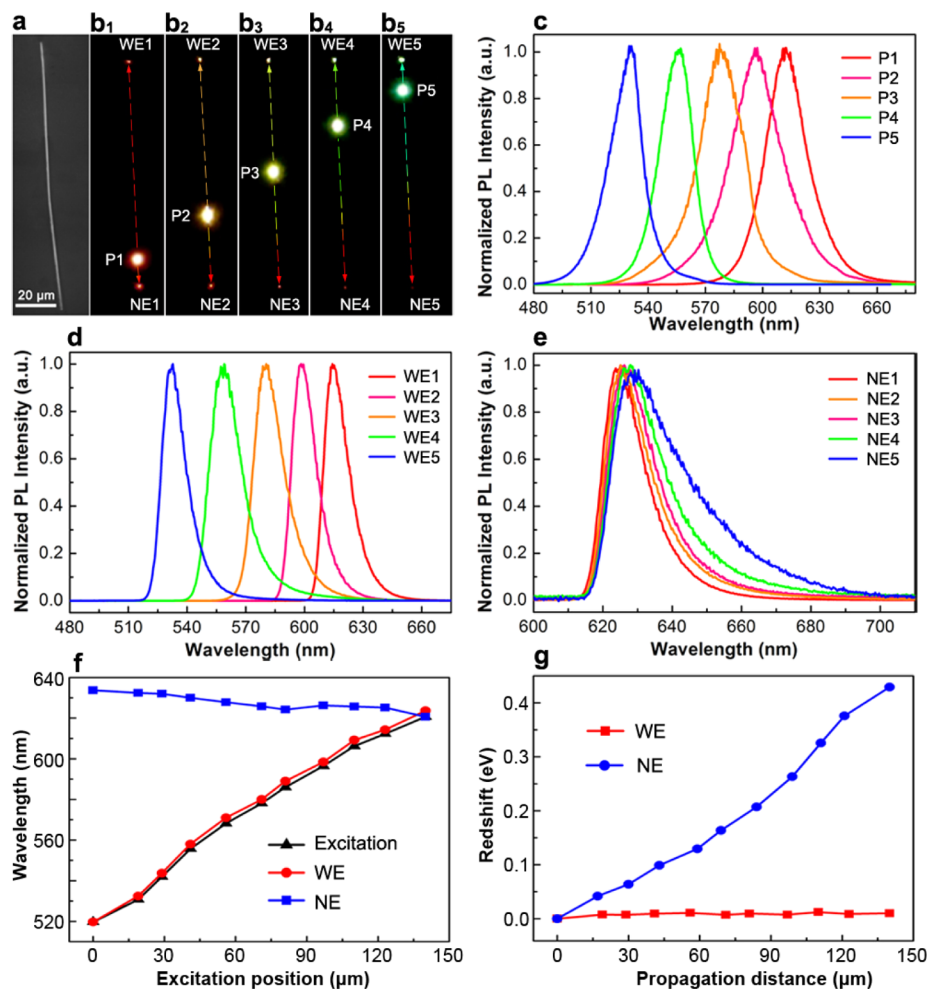 a b₁ b₂ b₃ b₄ b₅ c
WE1 WE2 WE3 WE4 WE5
P5
P4
P3
P2
P1
20 µm
NE1 NE2 NE3 NE4 NE5
Normalized PL Intensity (a.u.)
1.0
0.8
0.6
0.4
0.2
0.0
P1
P2
P3
P4
P5
480 510 540 570 600 630 660
Wavelength (nm)
d
Normalized PL Intensity (a.u.)
1.0
0.8
0.6
0.4
0.2
0.0
WE1
WE2
WE3
WE4
WE5
480 510 540 570 600 630 660
Wavelength (nm)
e
Normalized PL Intensity (a.u.)
1.0
0.8
0.6
0.4
0.2
0.0
NE1
NE2
NE3
NE4
NE5
600 620 640 660 680 700
Wavelength (nm)
f
Wavelength (nm)
640
600
560
520
Excitation
WE
NE
0 15 30 45 60 75 90 105 120 135 150
Excitation position (µm)
g
Redshift (eV)
0.4
0.3
0.2
0.1
0.0
WE
NE
0 30 60 90 120 150
Propagation distance (µm)